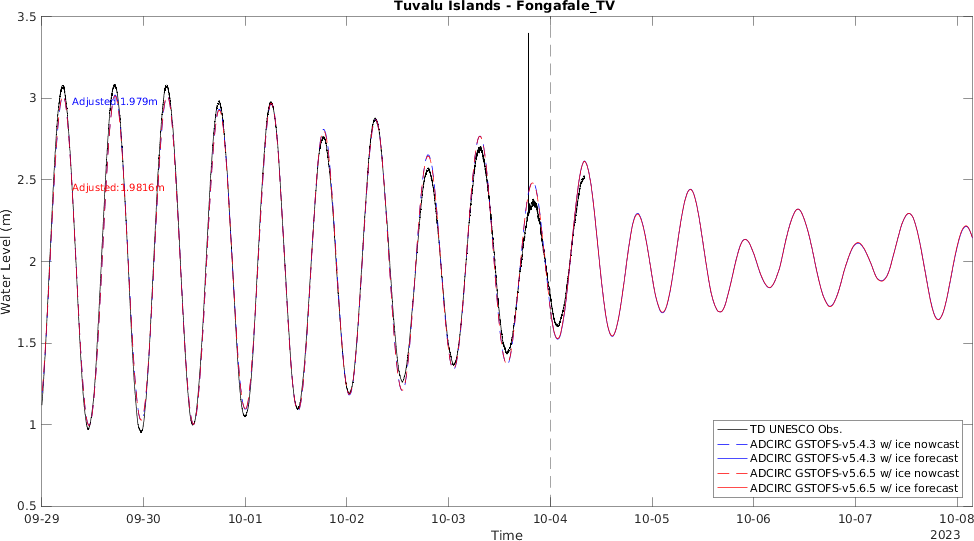 Tuvalu Islands - Fongafale_TV
3.5
3
2.5
2
1.5
1
0.5
Water Level (m)
Adjusted:1.979m
Adjusted:1.9816m
TD UNESCO Obs.
ADCIRC GSTOFS-v5.4.3 w/ ice nowcast
ADCIRC GSTOFS-v5.4.3 w/ ice forecast
ADCIRC GSTOFS-v5.6.5 w/ ice nowcast
ADCIRC GSTOFS-v5.6.5 w/ ice forecast
09-29 09-30 10-01 10-02 10-03 10-04 10-05 10-06 10-07 10-08
Time
2023